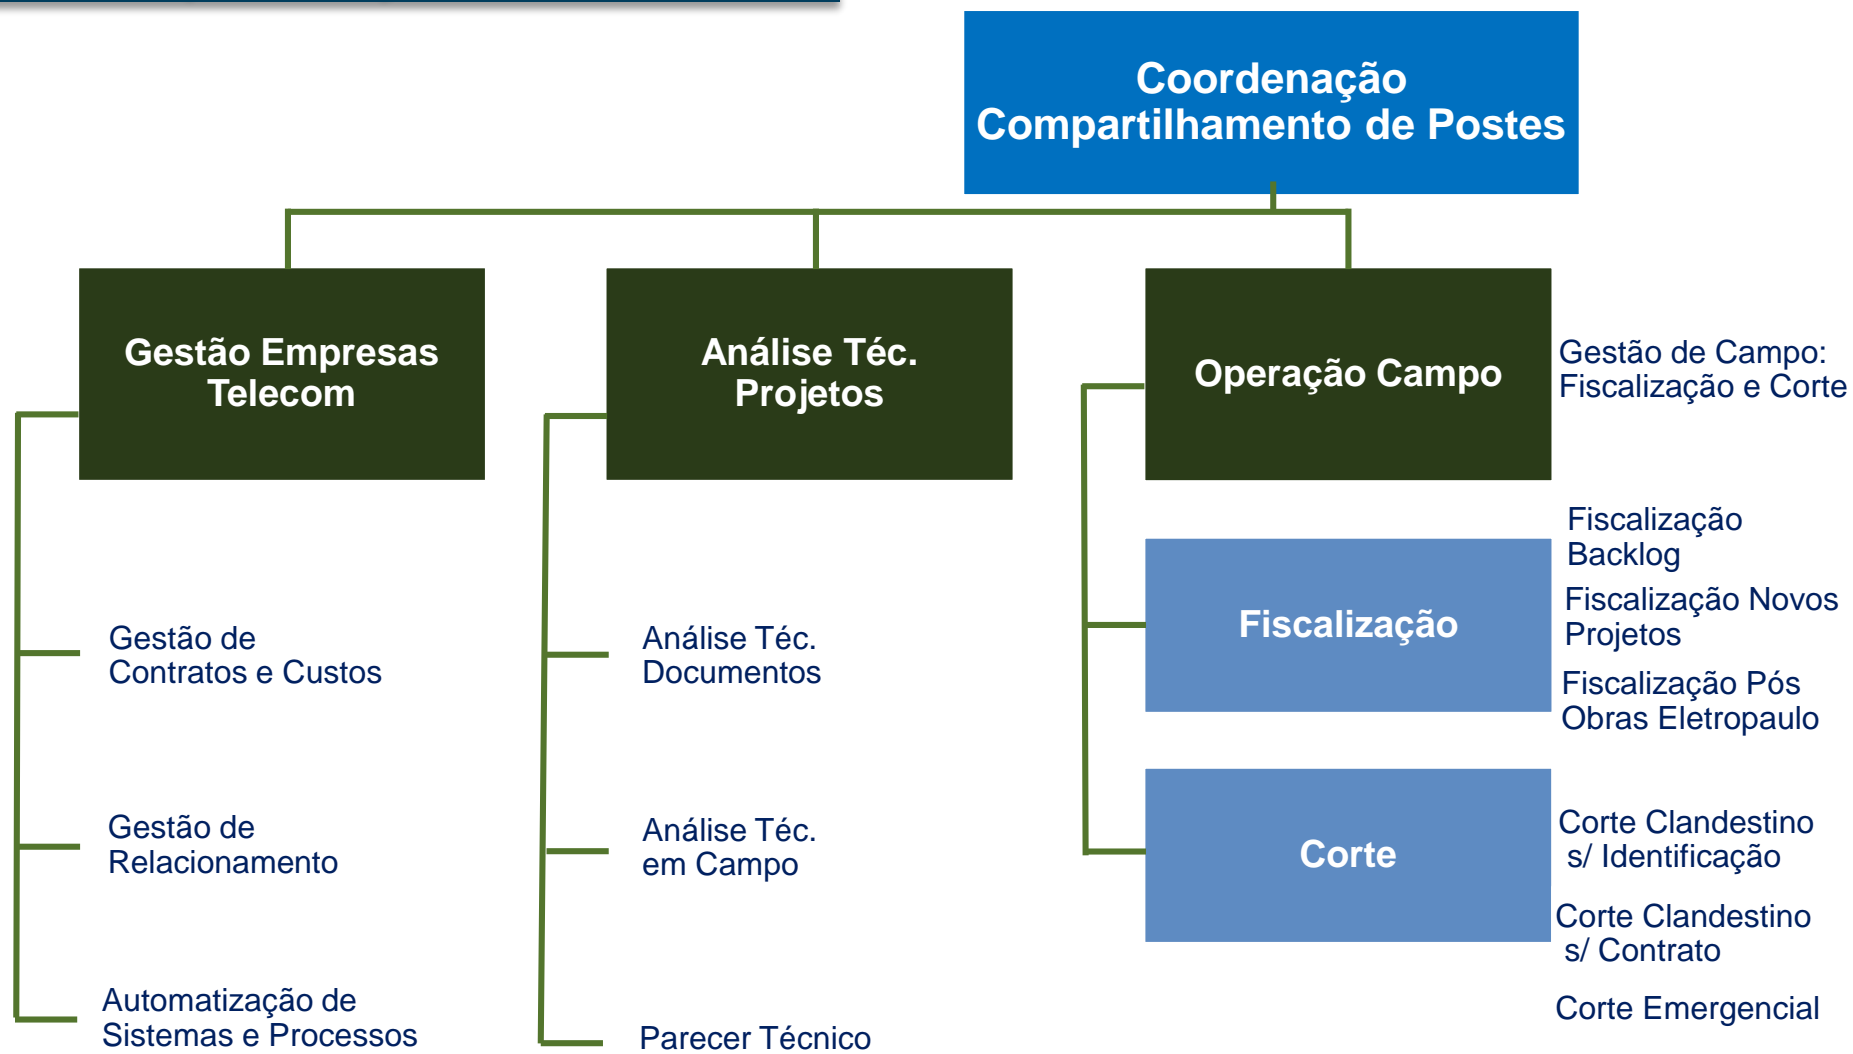 Coordenação
Compartilhamento de Postes
Gestão Empresas
Telecom
Gestão de
Contratos e Custos
Gestão de
Relacionamento
Automatização de
Sistemas e Processos
Análise Téc.
Projetos
Análise Téc.
Documentos
Análise Téc.
em Campo
Parecer Técnico
Operação Campo
Gestão de Campo:
Fiscalização e Corte
Fiscalização
Fiscalização
Backlog
Fiscalização Novos
Projetos
Fiscalização Pós
Obras Eletropaulo
Corte
Corte Clandestino
s/ Identificação
Corte Clandestino
s/ Contrato
Corte Emergencial